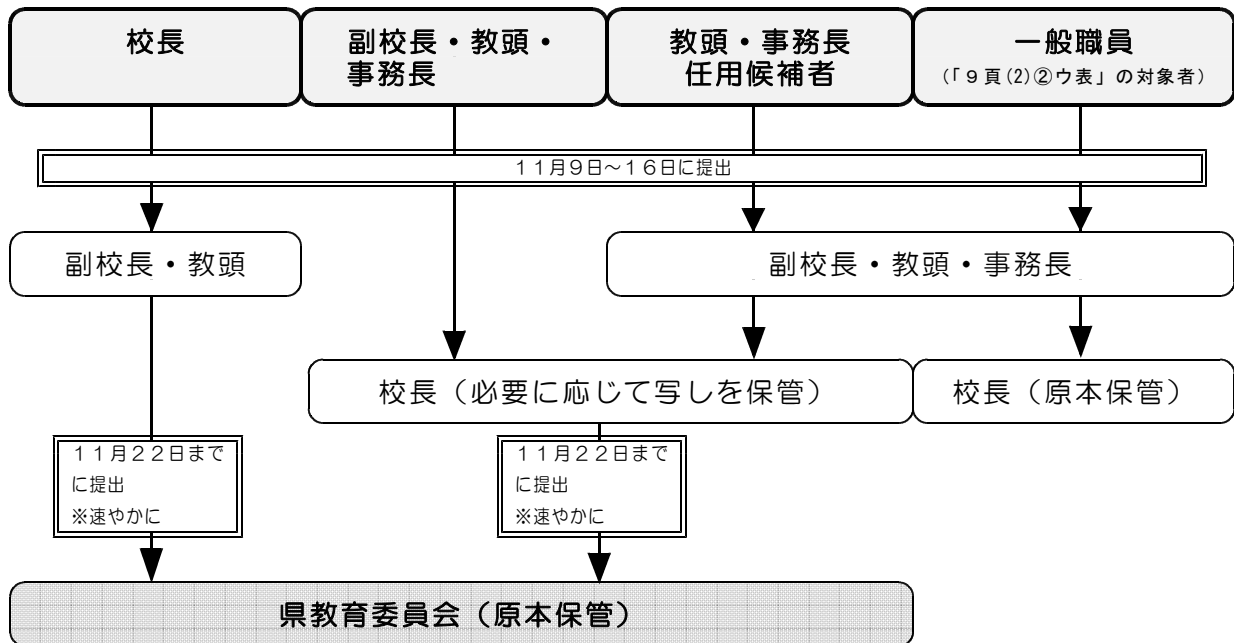 校長
副校長・教頭・
事務長
教頭・事務長
任用候補者
一般職員
(「９頁(2)②ウ表」の対象者)
１１月９日～１６日に提出
副校長・教頭
副校長・教頭・事務長
校長（必要に応じて写しを保管）
校長（原本保管）
１１月２２日まで
に提出
※速やかに
１１月２２日まで
に提出
※速やかに
県教育委員会（原本保管）